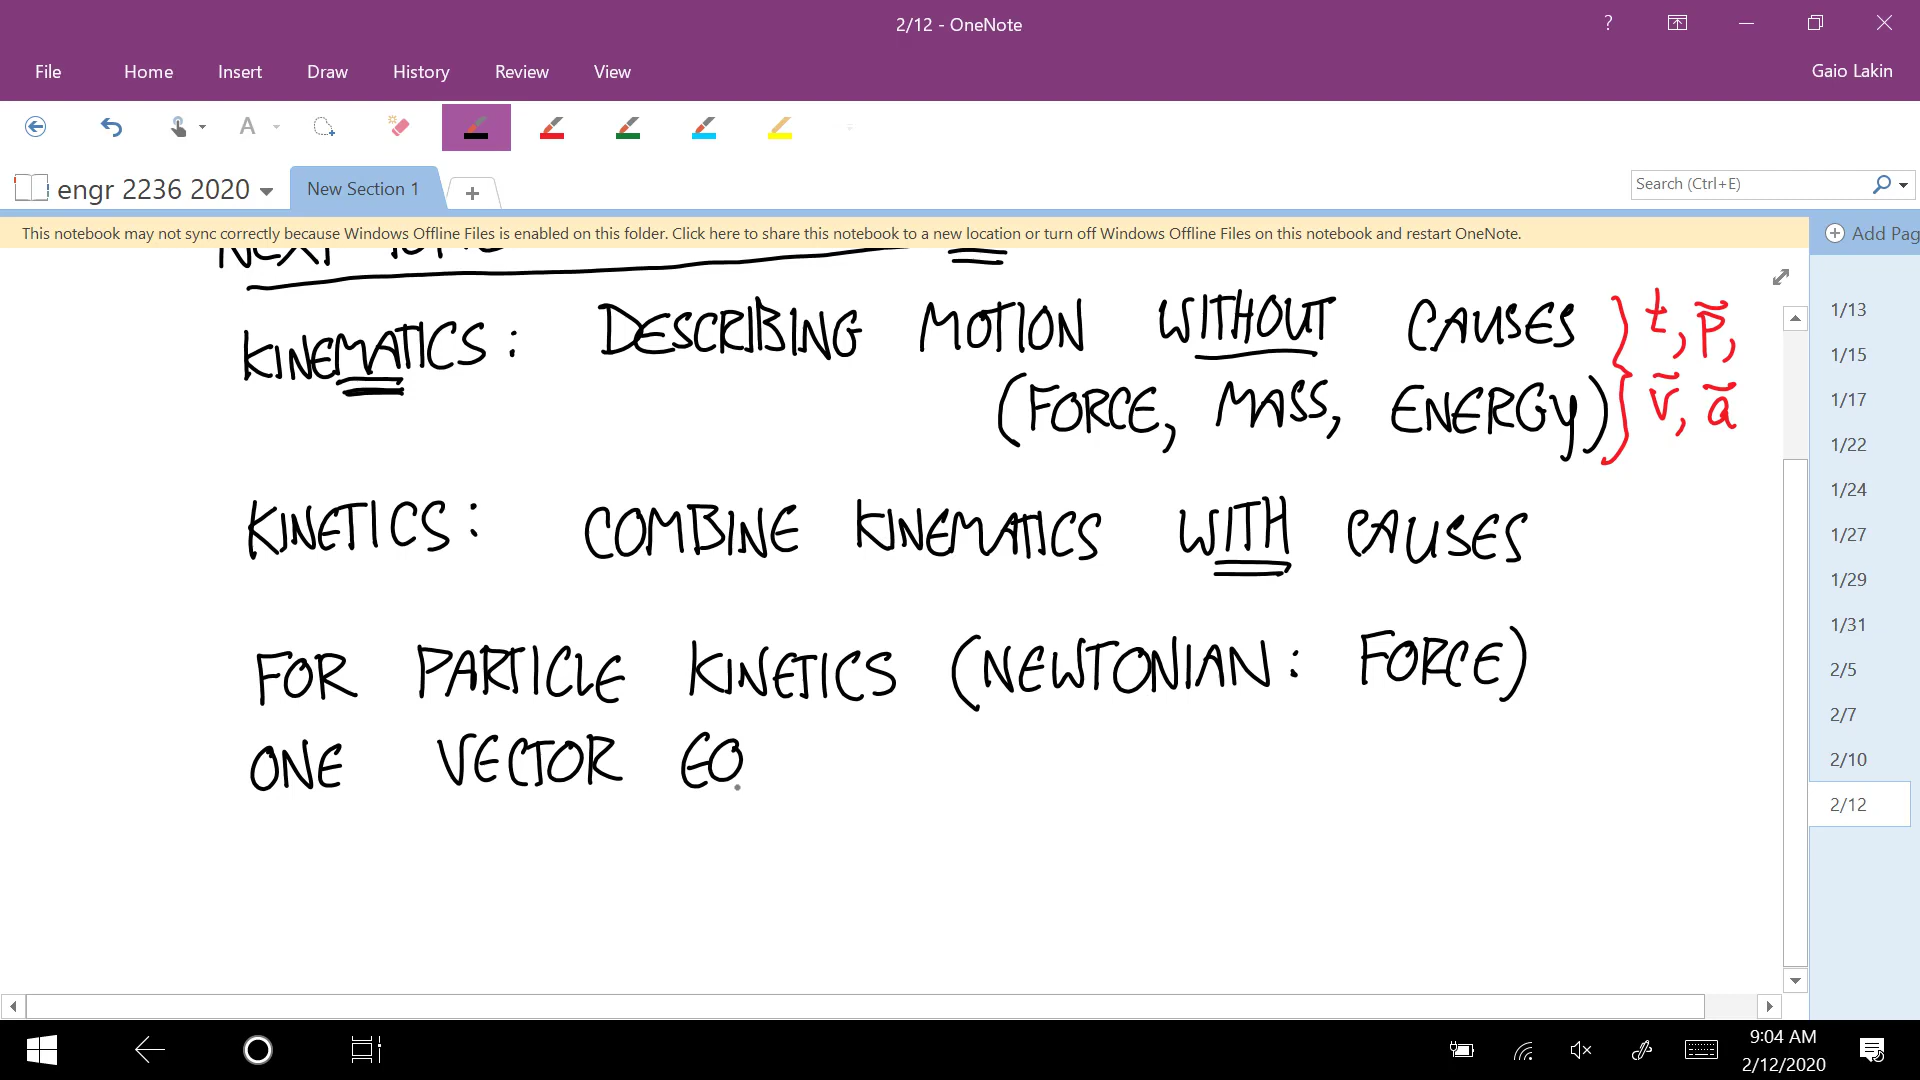 2/12 - OneNote
?
File Home Insert Draw History Review View
Gaio Lakin
A
engr 2236 2020
New Section 1
+
Search (Ctrl+E)
This notebook may not sync correctly because Windows Offline Files is enabled on this folder. Click here to share this notebook to a new location or turn off Windows Offline Files on this notebook and restart OneNote.
Add Pag
NEXT
KINEMATICS: DESCRIBING MOTION WITHOUT CAUSES
(FORCE, MASS, ENERGY)
t, p̄,
v̄, ā
KINETICS: COMBINE KINEMATICS WITH CAUSES
FOR PARTICLE KINETICS (NEWTONIAN: FORCE)
ONE VECTOR EQ
1/13
1/15
1/17
1/22
1/24
1/27
1/29
1/31
2/5
2/7
2/10
2/12
9:04 AM
2/12/2020